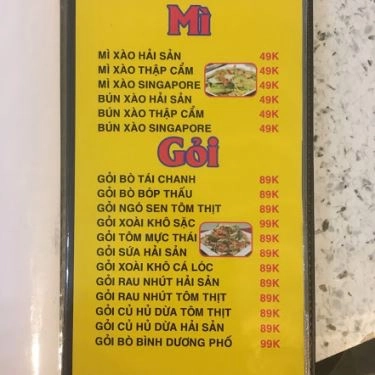 Mì
MÌ XÀO HẢI SẢN 49K
MÌ XÀO THẬP CẨM 49K
MÌ XÀO SINGAPORE 49K
BÚN XÀO HẢI SẢN 49K
BÚN XÀO THẬP CẨM 49K
BÚN XÀO SINGAPORE 49K
Gỏi
GỎI BÒ TÁI CHANH 89K
GỎI BÒ BÓP THẤU 89K
GỎI NGÓ SEN TÔM THỊT 89K
GỎI XOÀI KHÔ SẶC 99K
GỎI TÔM MỰC THÁI 89K
GỎI SỨA HẢI SẢN 89K
GỎI XOÀI KHÔ CÁ LÓC 89K
GỎI RAU NHÚT HẢI SẢN 89K
GỎI RAU NHÚT TÔM THỊT 89K
GỎI CỦ HỦ DỪA TÔM THỊT 89K
GỎI CỦ HỦ DỪA HẢI SẢN 89K
GỎI BÒ BÌNH DƯƠNG PHỐ 99K